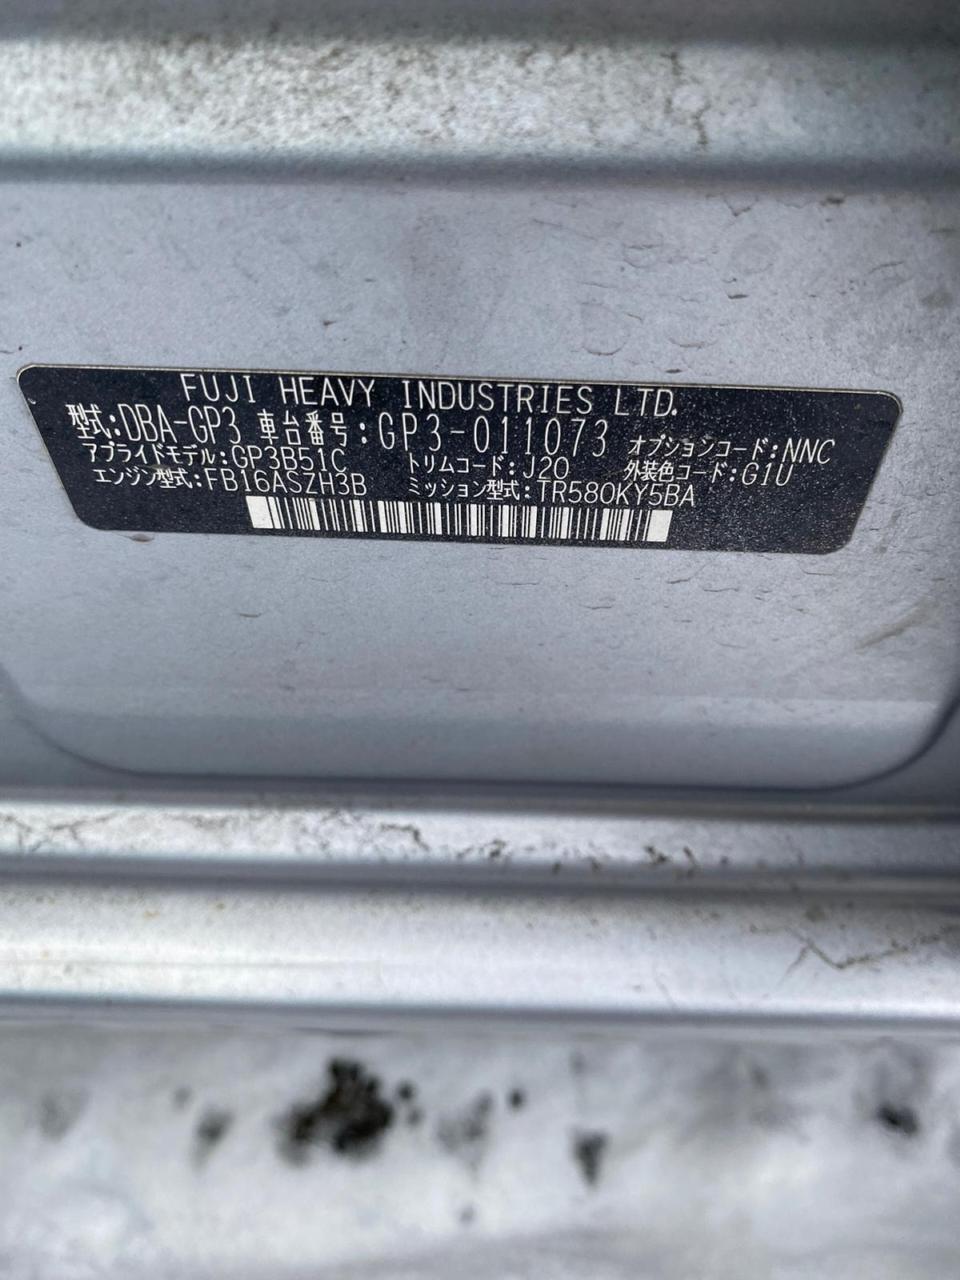 FUJI HEAVY INDUSTRIES LTD.
型式:DBA-GP3 車台番号:GP3-011073 オプションコード:NNC
アプライドモデル:GP3B51C トリムコード:J20 外装色コード:G1U
エンジン型式:FB16ASZH3B ミッション型式:TR580KY5BA